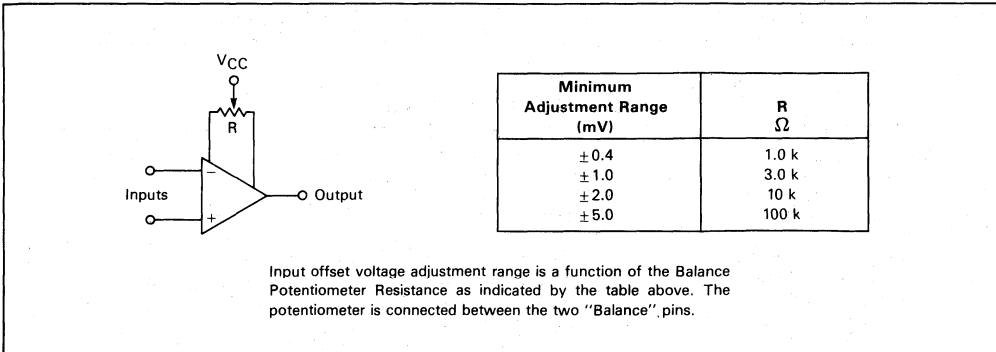 VCC
R
Inputs
−
+
Output
Minimum
Adjustment Range
(mV)
R
Ω
±0.4 1.0 k
±1.0 3.0 k
±2.0 10 k
±5.0 100 k
Input offset voltage adjustment range is a function of the Balance
Potentiometer Resistance as indicated by the table above. The
potentiometer is connected between the two "Balance" pins.